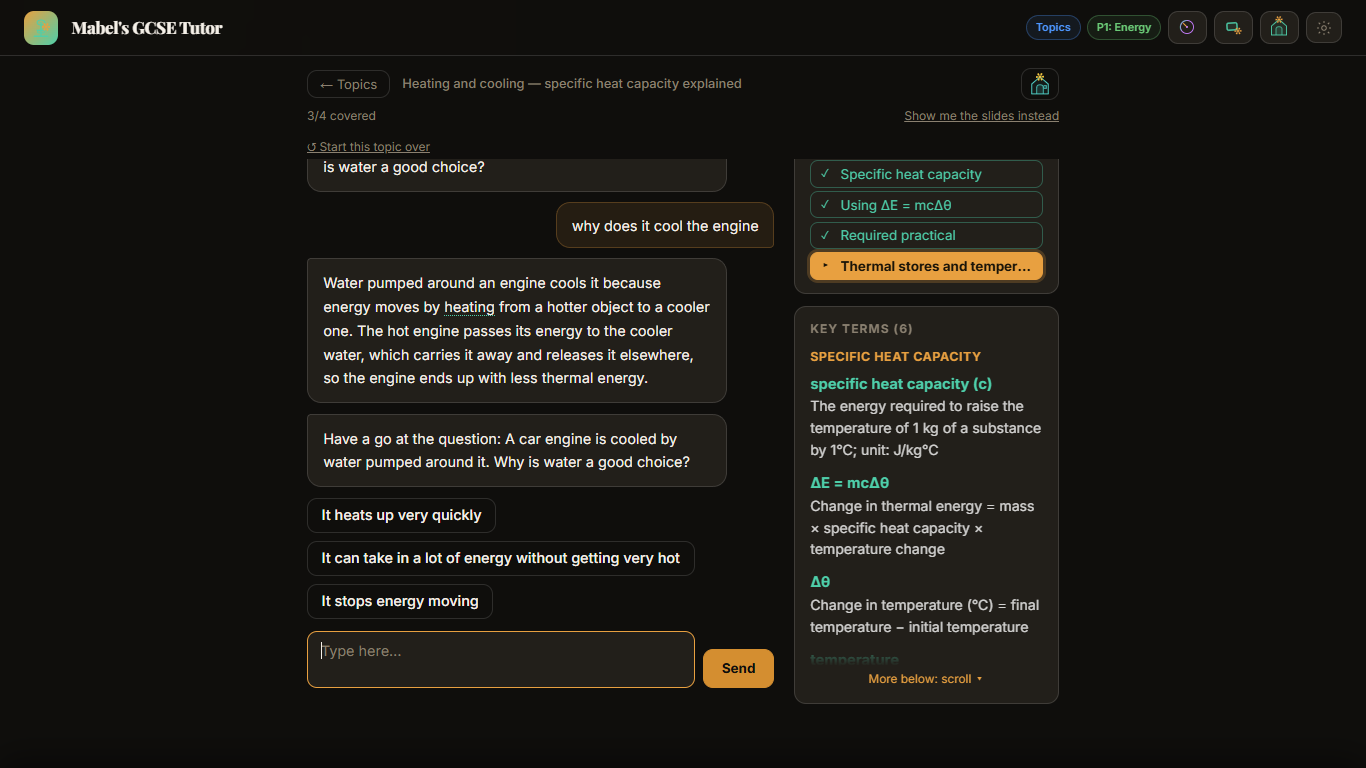 Mabel's GCSE Tutor
Topics
P1: Energy
← Topics
Heating and cooling — specific heat capacity explained
3/4 covered
Show me the slides instead
↺ Start this topic over
is water a good choice?
why does it cool the engine
Water pumped around an engine cools it because
energy moves by heating from a hotter object to a cooler
one. The hot engine passes its energy to the cooler
water, which carries it away and releases it elsewhere,
so the engine ends up with less thermal energy.
Have a go at the question: A car engine is cooled by
water pumped around it. Why is water a good choice?
It heats up very quickly
It can take in a lot of energy without getting very hot
It stops energy moving
Type here...
Send
✓ Specific heat capacity
✓ Using ΔE = mcΔθ
✓ Required practical
▸ Thermal stores and temper...
KEY TERMS (6)
SPECIFIC HEAT CAPACITY
specific heat capacity (c)
The energy required to raise the
temperature of 1 kg of a substance
by 1°C; unit: J/kg°C
ΔE = mcΔθ
Change in thermal energy = mass
× specific heat capacity ×
temperature change
Δθ
Change in temperature (°C) = final
temperature − initial temperature
temperature
More below: scroll ▾